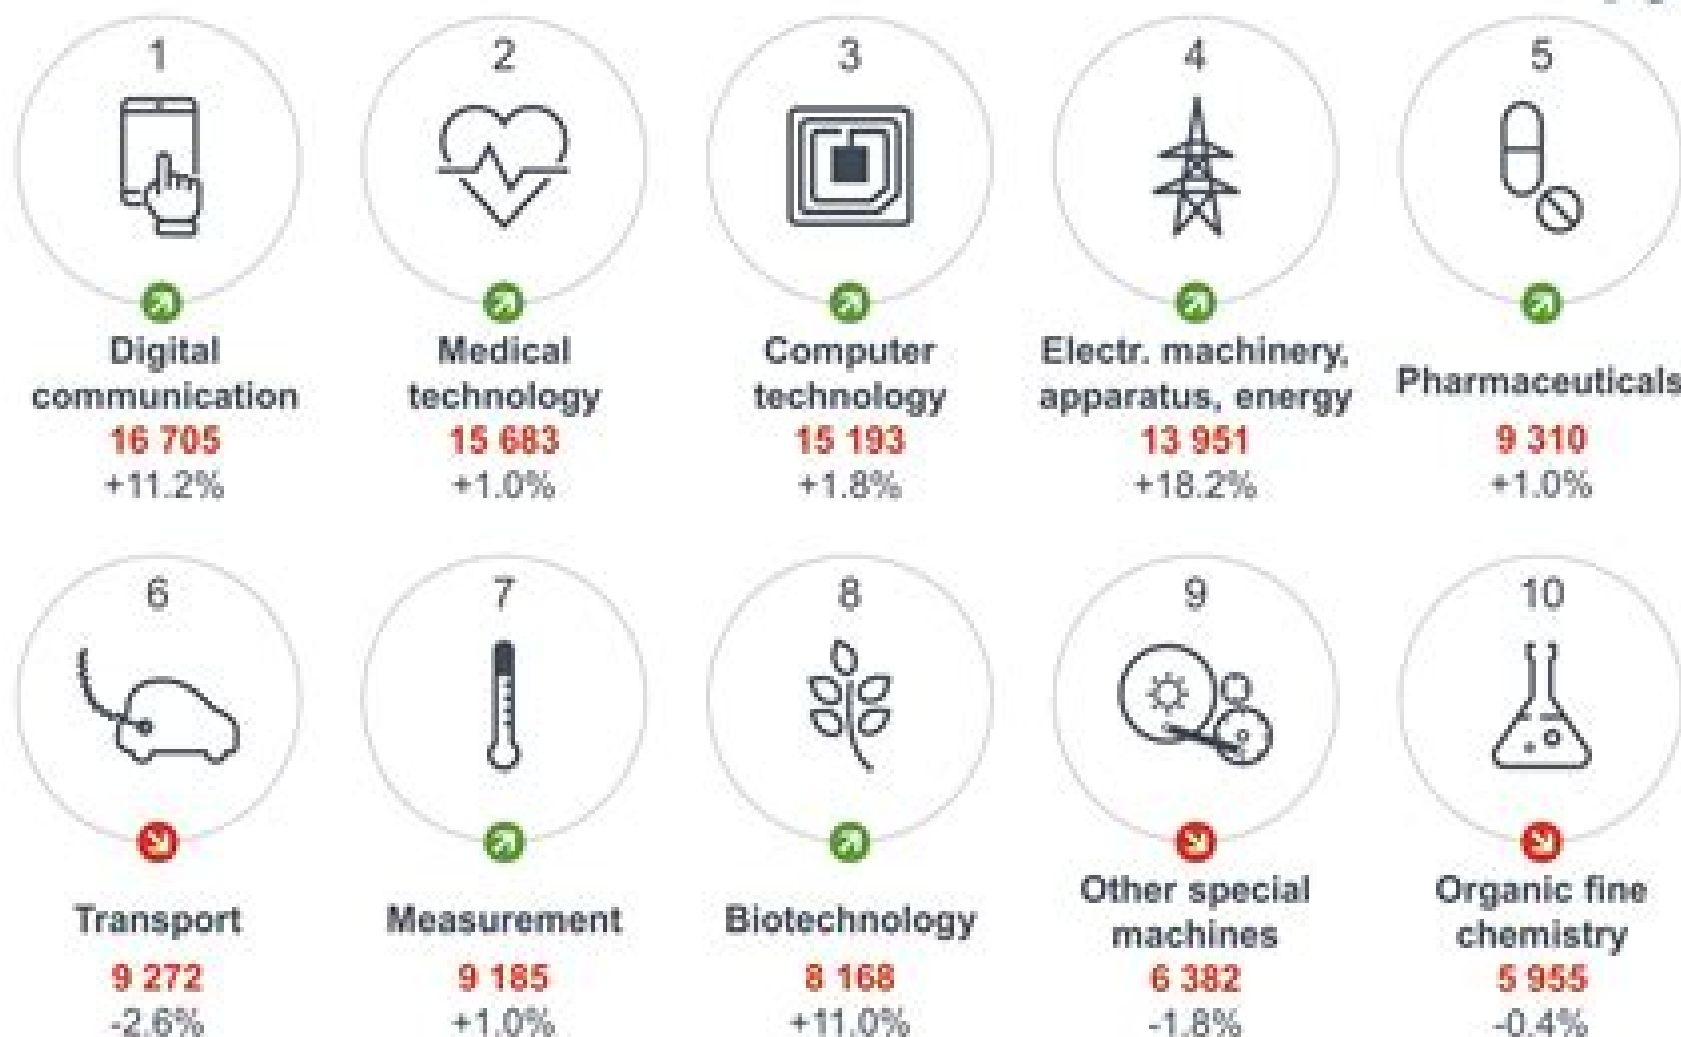 1
2
3
4
5
Digital
communication
16 705
+11.2%
Medical
technology
15 683
+1.0%
Computer
technology
15 193
+1.8%
Electr. machinery,
apparatus, energy
13 951
+18.2%
Pharmaceuticals
9 310
+1.0%
6
7
8
9
10
Transport
9 272
-2.6%
Measurement
9 185
+1.0%
Biotechnology
8 168
+11.0%
Other special
machines
6 382
-1.8%
Organic fine
chemistry
5 955
-0.4%